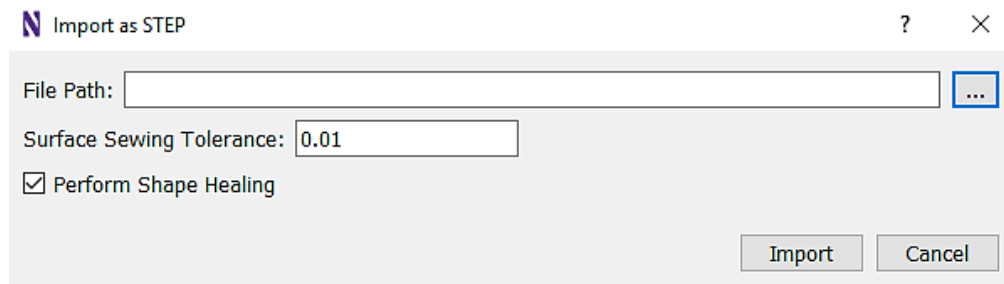 N Import as STEP ?
File Path: ...
Surface Sewing Tolerance: 0.01
Perform Shape Healing
Import Cancel